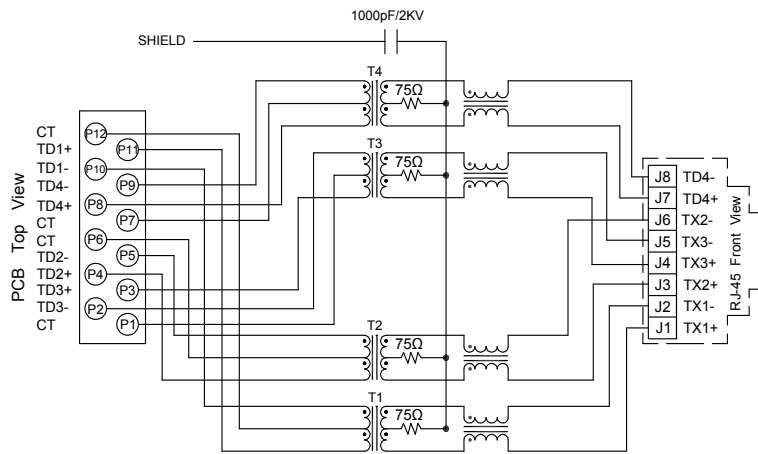 1000pF/2KV
SHIELD
T4
75Ω
T3
75Ω
T2
75Ω
T1
75Ω
PCB Top View
CT P12
TD1+ P11
TD1- P10
TD4- P9
TD4+ P8
CT P7
CT P6
TD2- P5
TD2+ P4
TD3+ P3
TD3- P2
CT P1
J8 TD4-
J7 TD4+
J6 TX2-
J5 TX3-
J4 TX3+
J3 TX2+
J2 TX1-
J1 TX1+
RJ-45 Front View